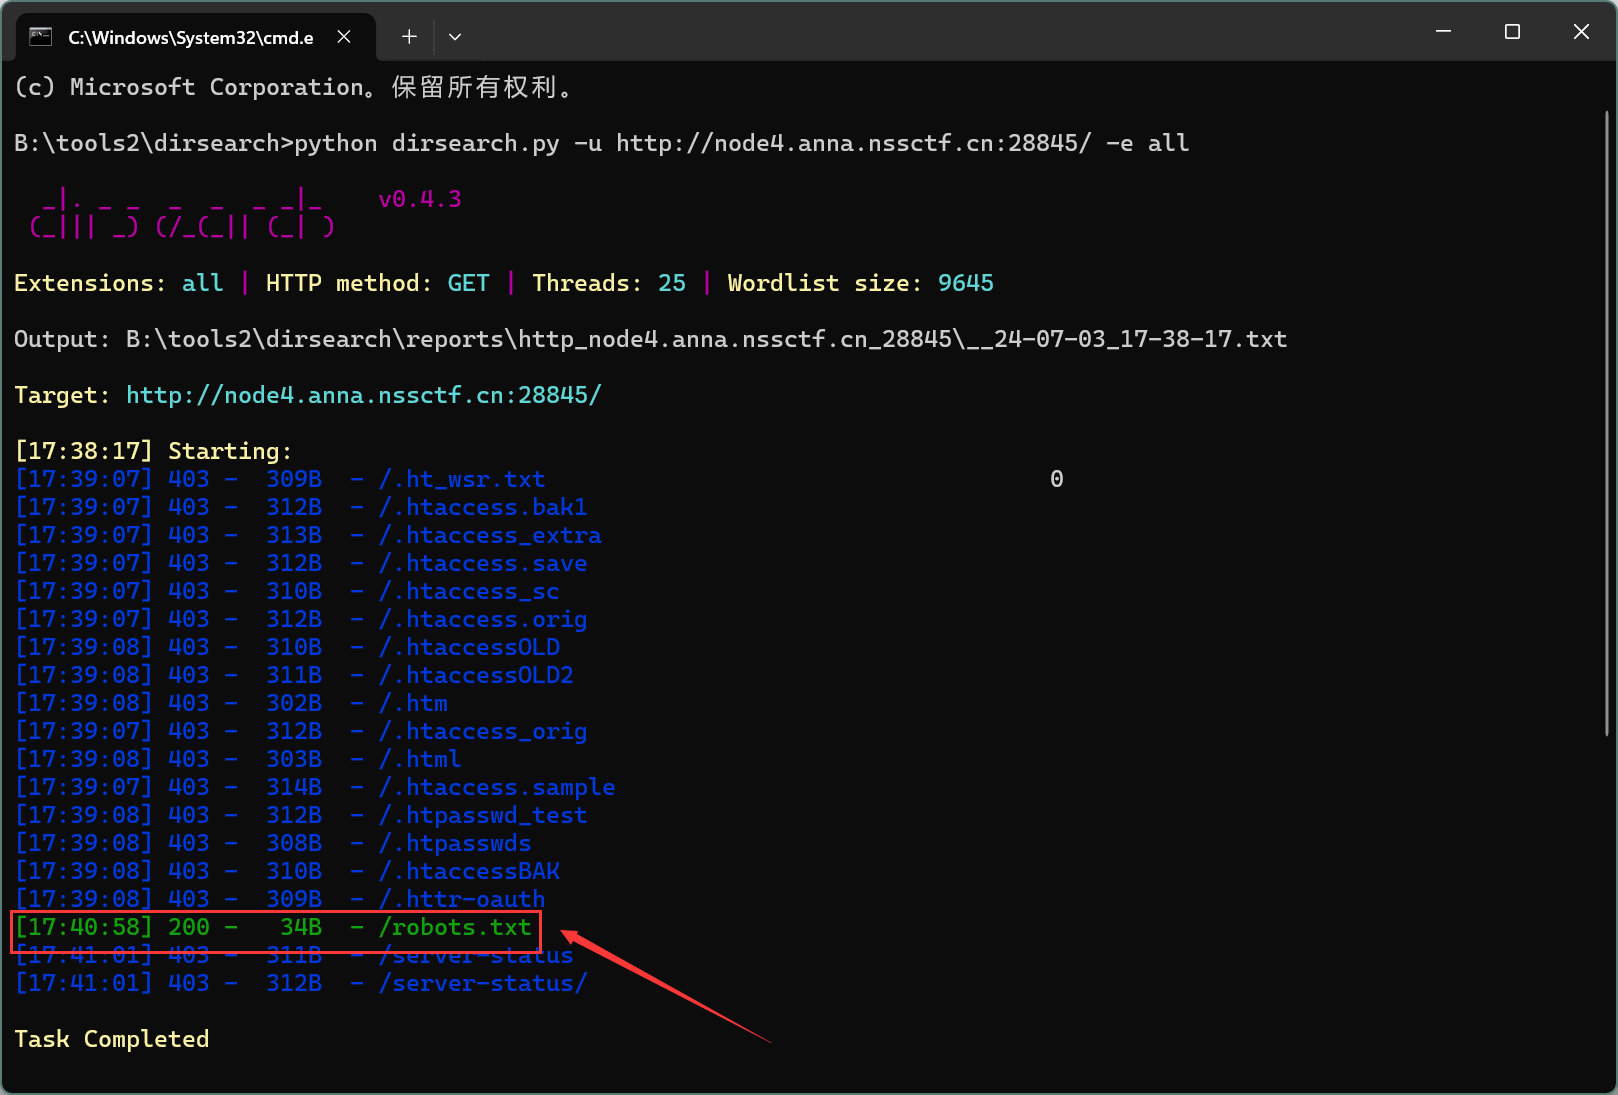 C:\Windows\System32\cmd.e
(c) Microsoft Corporation。保留所有权利。
B:\tools2\dirsearch>python dirsearch.py -u http://node4.anna.nssctf.cn:28845/ -e all
  _|. _ _  _  _  _ _|_    v0.4.3
 (_||| _) (/_(_|| (_| )
Extensions: all | HTTP method: GET | Threads: 25 | Wordlist size: 9645
Output: B:\tools2\dirsearch\reports\http_node4.anna.nssctf.cn_28845\__24-07-03_17-38-17.txt
Target: http://node4.anna.nssctf.cn:28845/
[17:38:17] Starting:
[17:39:07] 403 -  309B  - /.ht_wsr.txt 0
[17:39:07] 403 -  312B  - /.htaccess.bak1
[17:39:07] 403 -  313B  - /.htaccess_extra
[17:39:07] 403 -  312B  - /.htaccess.save
[17:39:07] 403 -  310B  - /.htaccess_sc
[17:39:07] 403 -  312B  - /.htaccess.orig
[17:39:08] 403 -  310B  - /.htaccessOLD
[17:39:08] 403 -  311B  - /.htaccessOLD2
[17:39:08] 403 -  302B  - /.htm
[17:39:07] 403 -  312B  - /.htaccess_orig
[17:39:08] 403 -  303B  - /.html
[17:39:07] 403 -  314B  - /.htaccess.sample
[17:39:08] 403 -  312B  - /.htpasswd_test
[17:39:08] 403 -  308B  - /.htpasswds
[17:39:08] 403 -  310B  - /.htaccessBAK
[17:39:08] 403 -  309B  - /.httr-oauth
[17:40:58] 200 -   34B  - /robots.txt
[17:41:01] 403 -  311B  - /server-status
[17:41:01] 403 -  312B  - /server-status/
Task Completed